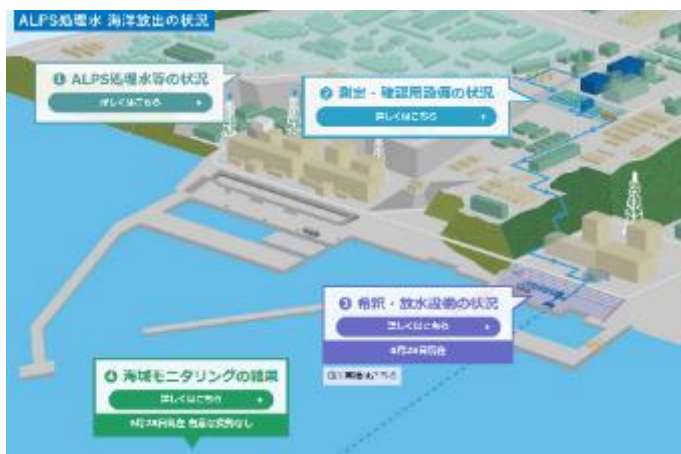 ALPS処理水 海洋放出の状況
❶ ALPS処理水等の状況
詳しくはこちら
❷ 測定・確認用設備の状況
詳しくはこちら
❸ 希釈・放水設備の状況
詳しくはこちら
❹ 海域モニタリングの結果
詳しくはこちら